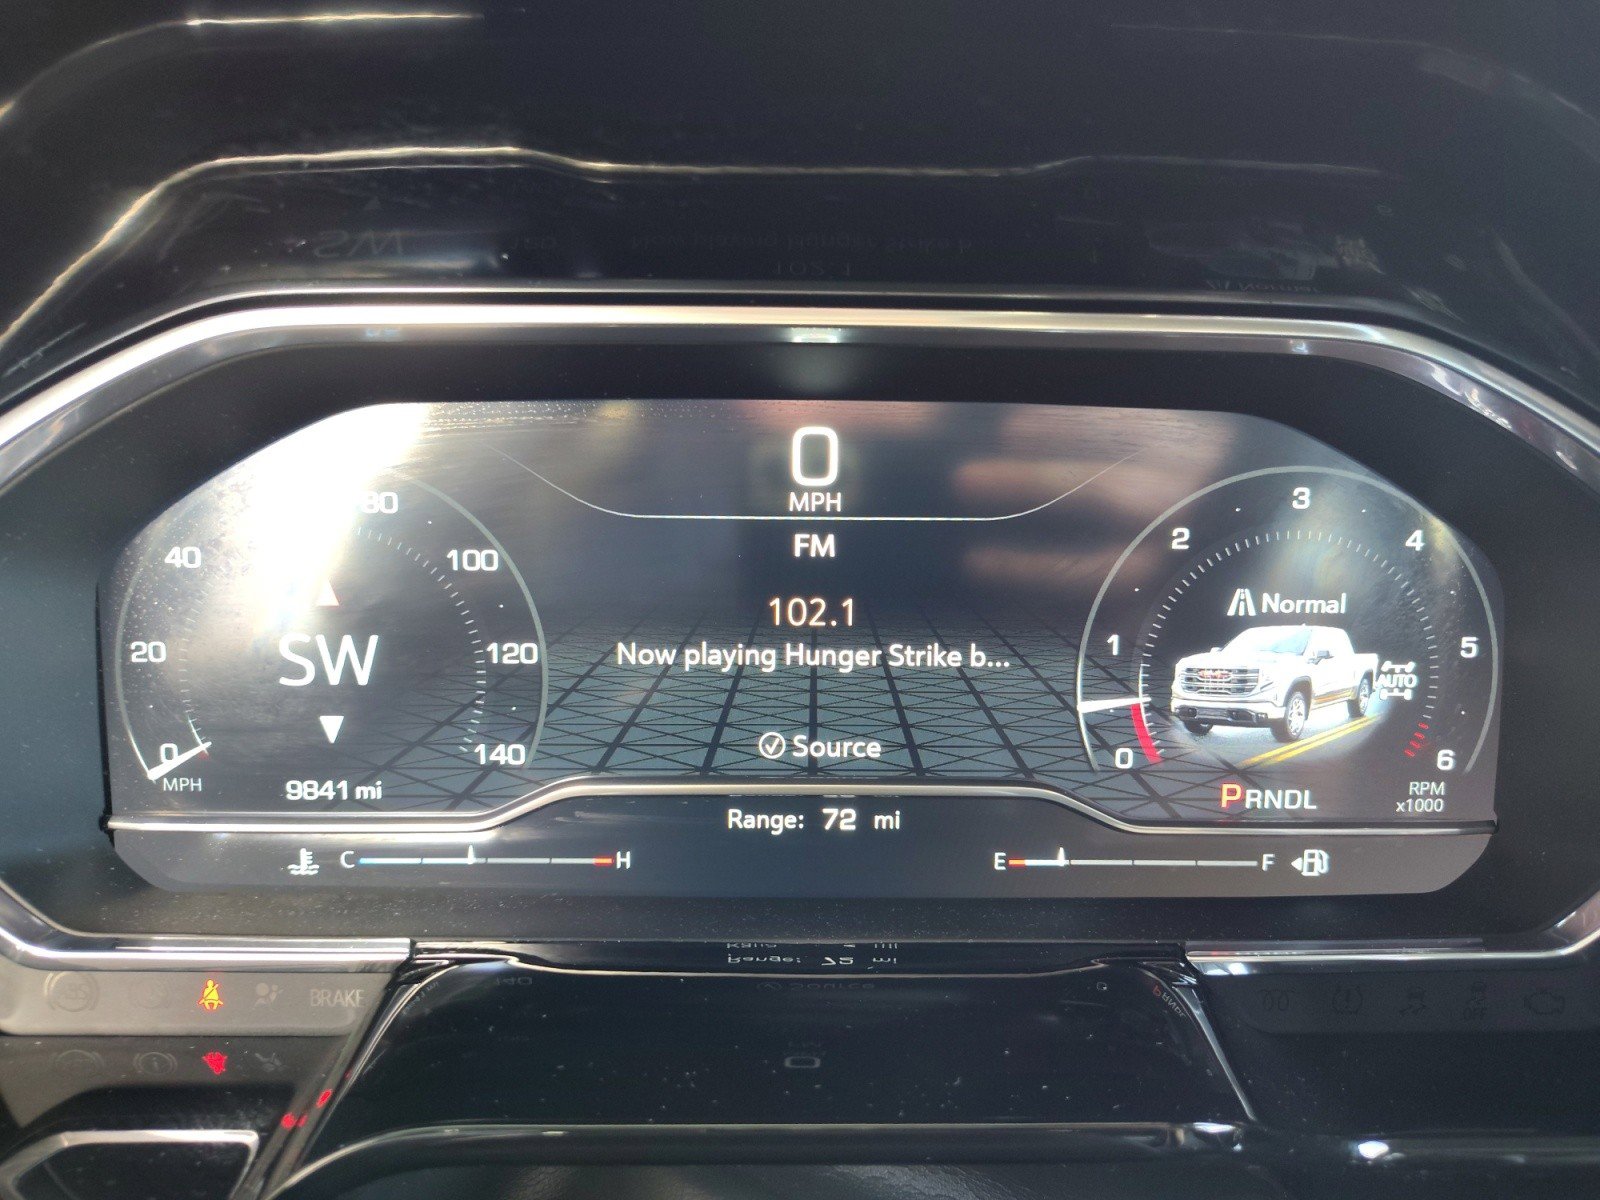 0
MPH
FM
102.1
Now playing Hunger Strike b...
Source
0
20
40
80
100
120
140
MPH
SW
9841 mi
0
1
2
3
4
5
6
Normal
AUTO
PRNDL
RPM
x1000
Range: 72 mi
C
H
E
F
BRAKE